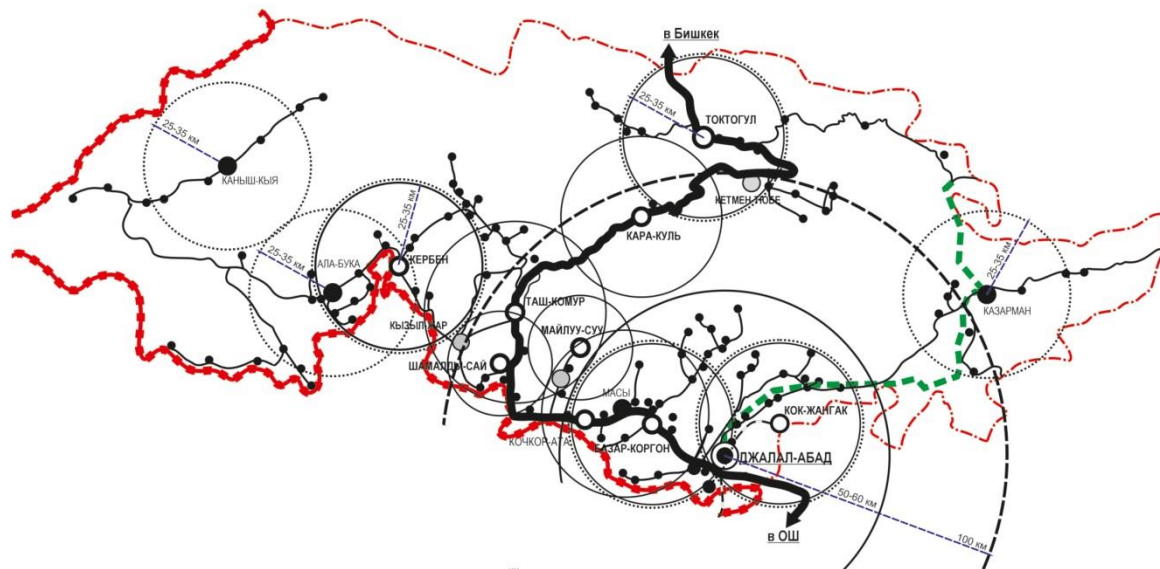 в Бишкек
25-35 км
ТОКТОГУЛ
25-35 км
КАНЫШ-КЫЯ
КЕТМЕН ТЮБЕ
25-35 км
КАРА-КУЛЬ
25-35 км
АЛА-БУКА
ЖЕРБЕН
25-35 км
КАЗАРМАН
ТАШ-КОМУР
КЫЗЫЛ-ЖАР
МАЙЛУУ-СУУ
ШАМАЛДЫ-САЙ
МАСЫ
КОК-ЖАНГАК
КОЧКОР-АТА
БАЗАР-КОРГОН
ДЖАЛАЛ-АБАД
50-60 км
в ОШ
100 км